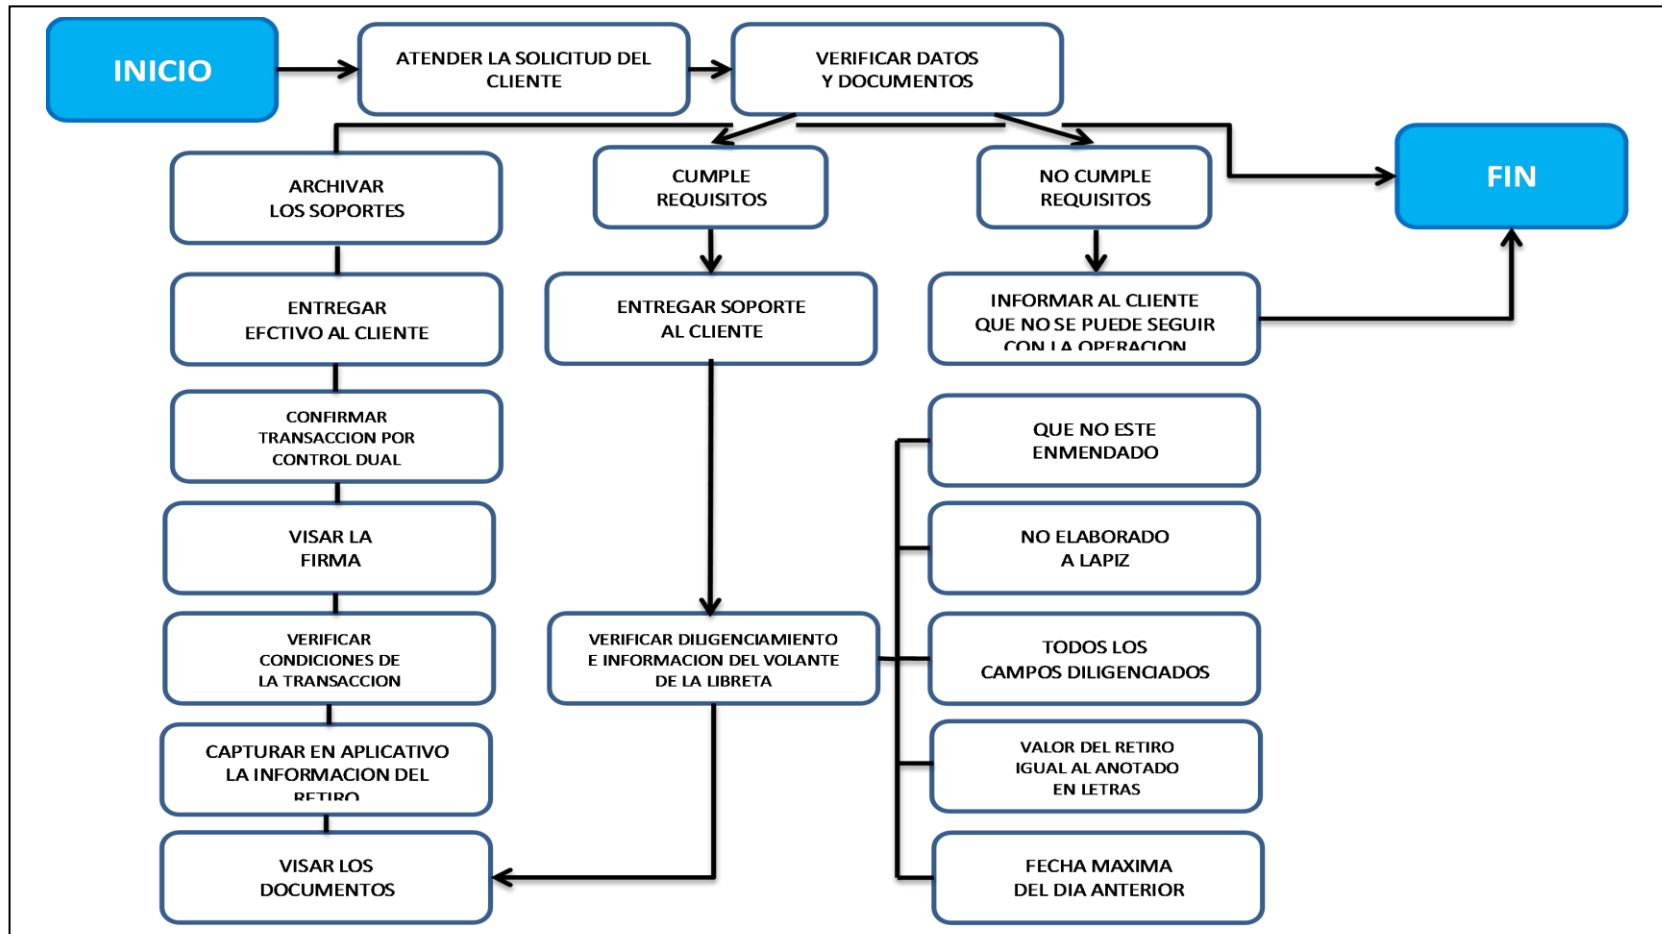 INICIO
ATENDER LA SOLICITUD DEL
CLIENTE
VERIFICAR DATOS
Y DOCUMENTOS
ARCHIVAR
LOS SOPORTES
CUMPLE
REQUISITOS
NO CUMPLE
REQUISITOS
FIN
ENTREGAR
EFCTIVO AL CLIENTE
ENTREGAR SOPORTE
AL CLIENTE
INFORMAR AL CLIENTE
QUE NO SE PUEDE SEGUIR
CON LA OPERACION
CONFIRMAR
TRANSACCION POR
CONTROL DUAL
QUE NO ESTE
ENMENDADO
VISAR LA
FIRMA
NO ELABORADO
A LAPIZ
VERIFICAR
CONDICIONES DE
LA TRANSACCION
VERIFICAR DILIGENCIAMIENTO
E INFORMACION DEL VOLANTE
DE LA LIBRETA
TODOS LOS
CAMPOS DILIGENCIADOS
CAPTURAR EN APLICATIVO
LA INFORMACION DEL
RETIRO
VALOR DEL RETIRO
IGUAL AL ANOTADO
EN LETRAS
VISAR LOS
DOCUMENTOS
FECHA MAXIMA
DEL DIA ANTERIOR